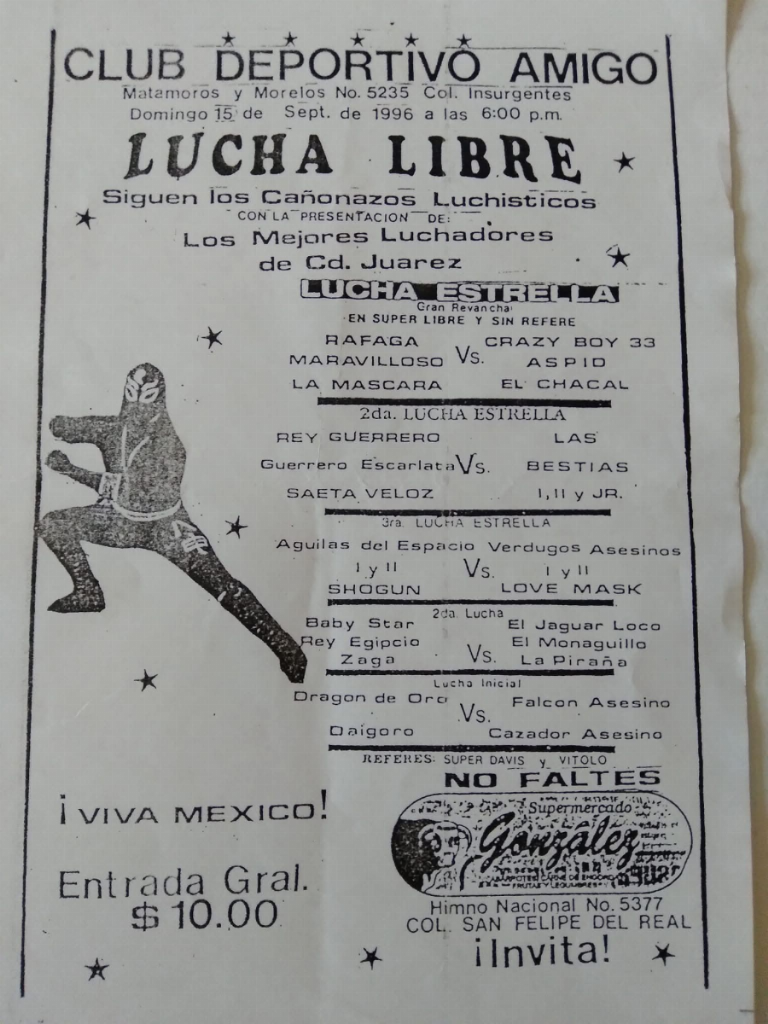 CLUB DEPORTIVO AMIGO
Matamoros y Morelos No. 5235 Col. Insurgentes
Domingo 15 de Sept. de 1996 a las 6:00 p.m.
LUCHA LIBRE
Siguen los Cañonazos Luchisticos
CON LA PRESENTACION DE:
Los Mejores Luchadores
de Cd. Juarez
LUCHA ESTRELLA
Gran Revancha
EN SUPER LIBRE Y SIN REFERE
RAFAGA CRAZY BOY 33
MARAVILLOSO Vs. ASPID
LA MASCARA EL CHACAL
2da. LUCHA ESTRELLA
REY GUERRERO LAS
Guerrero Escarlata Vs. BESTIAS
SAETA VELOZ I, II y JR.
3ra. LUCHA ESTRELLA
Aguilas del Espacio Verdugos Asesinos
I y II Vs. I y II
SHOGUN LOVE MASK
2da. Lucha
Baby Star El Jaguar Loco
Rey Egipcio El Monaguillo
Zaga Vs. La Piraña
Lucha Inicial
Dragon de Oro Vs. Falcon Asesino
Daigoro Cazador Asesino
REFERES: SUPER DAVIS y VITOLO
NO FALTES
¡VIVA MEXICO!
Entrada Gral.
$ 10.00
Supermercado
González
FRUTAS Y LEGUMBRES
Himno Nacional No. 5377
COL. SAN FELIPE DEL REAL
¡Invita!